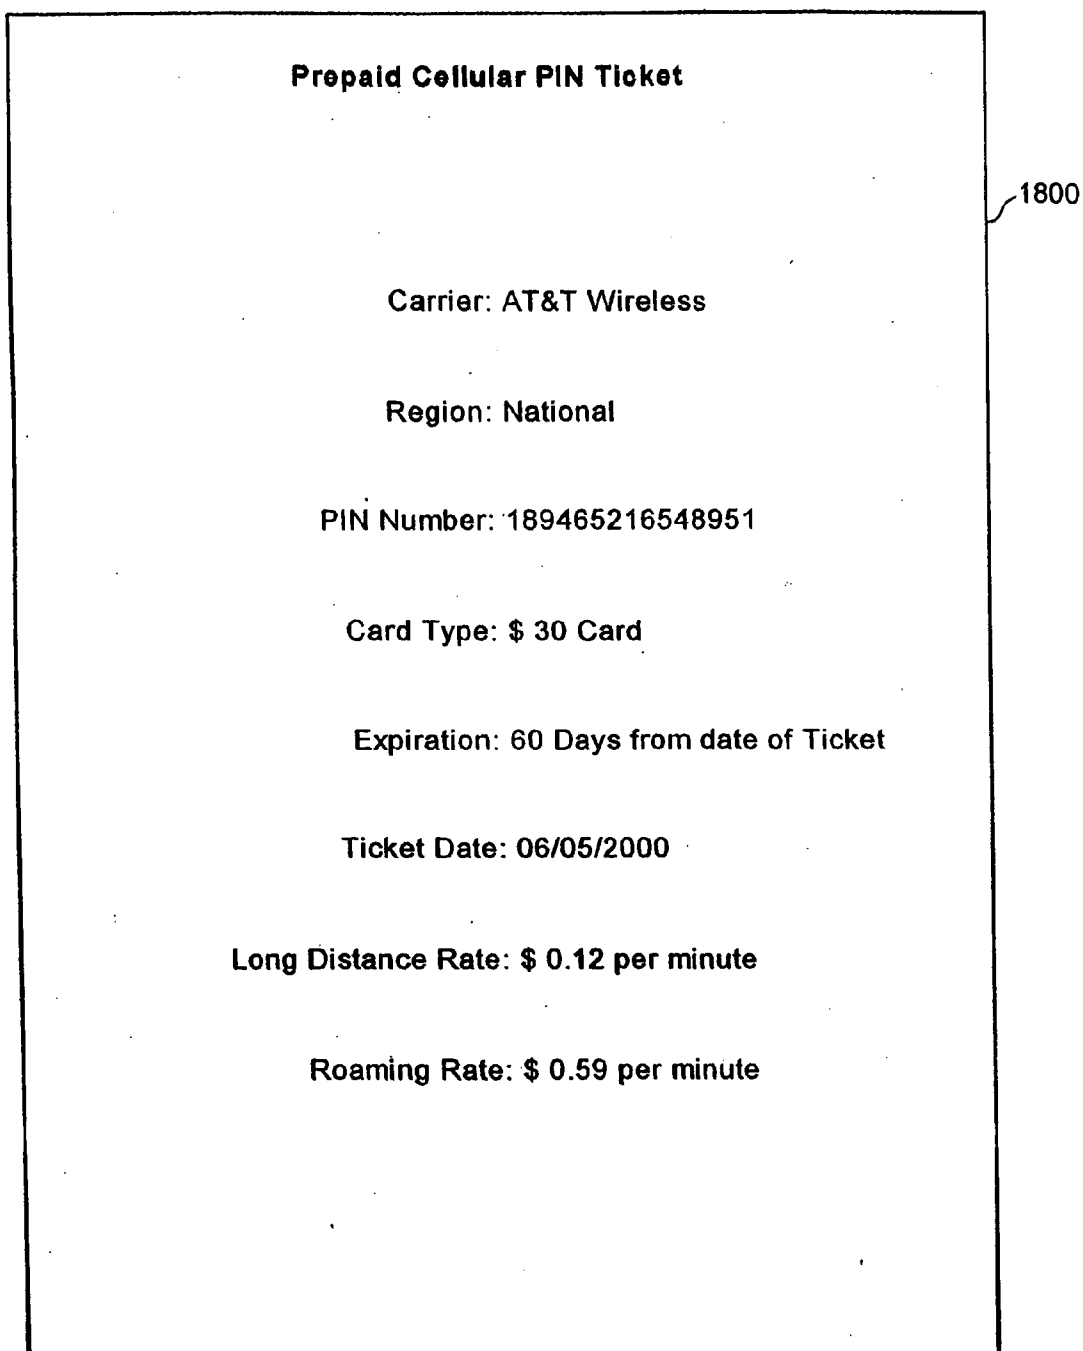 Prepaid Cellular PIN Ticket
1800
Carrier: AT&T Wireless
Region: National
PIN Number: 189465216548951
Card Type: $ 30 Card
Expiration: 60 Days from date of Ticket
Ticket Date: 06/05/2000
Long Distance Rate: $ 0.12 per minute
Roaming Rate: $ 0.59 per minute